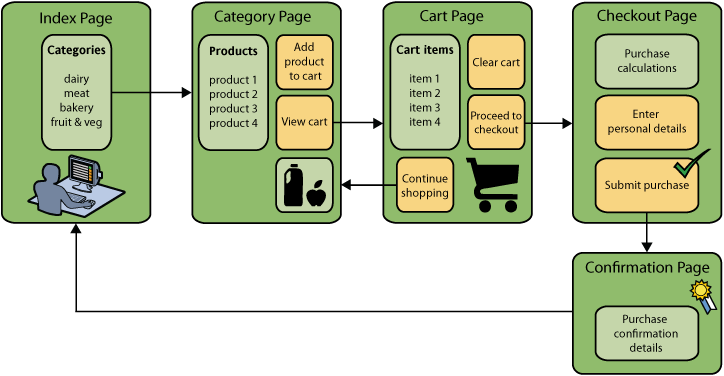 Index Page
Categories
dairy
meat
bakery
fruit & veg
Category Page
Products
product 1
product 2
product 3
product 4
Add
product
to cart
View cart
Cart Page
Cart items
item 1
item 2
item 3
item 4
Clear cart
Proceed to
checkout
Continue
shopping
Checkout Page
Purchase
calculations
Enter
personal details
Submit purchase
Confirmation Page
Purchase
confirmation
details